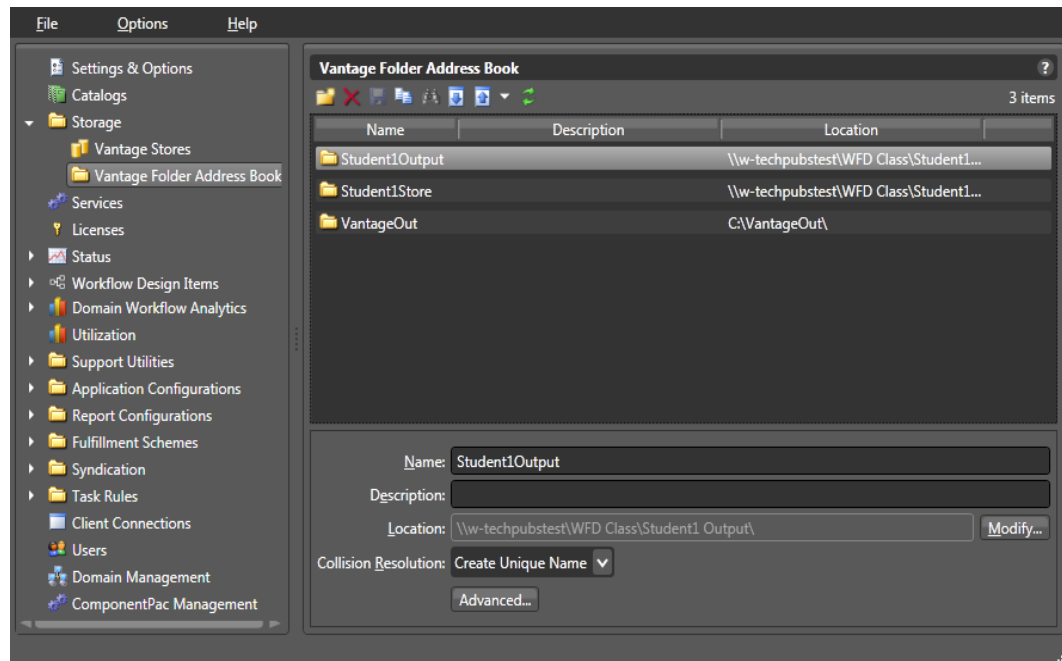 File Options Help
Settings & Options
Catalogs
Storage
Vantage Stores
Vantage Folder Address Book
Services
Licenses
Status
Workflow Design Items
Domain Workflow Analytics
Utilization
Support Utilities
Application Configurations
Report Configurations
Fulfillment Schemes
Syndication
Task Rules
Client Connections
Users
Domain Management
ComponentPac Management
Vantage Folder Address Book ?
3 items
Name Description Location
Student1Output \\w-techpubstest\WFD Class\Student1...
Student1Store \\w-techpubstest\WFD Class\Student1...
VantageOut C:\VantageOut\
Name: Student1Output
Description:
Location: \\w-techpubstest\WFD Class\Student1 Output\ Modify...
Collision Resolution: Create Unique Name
Advanced...